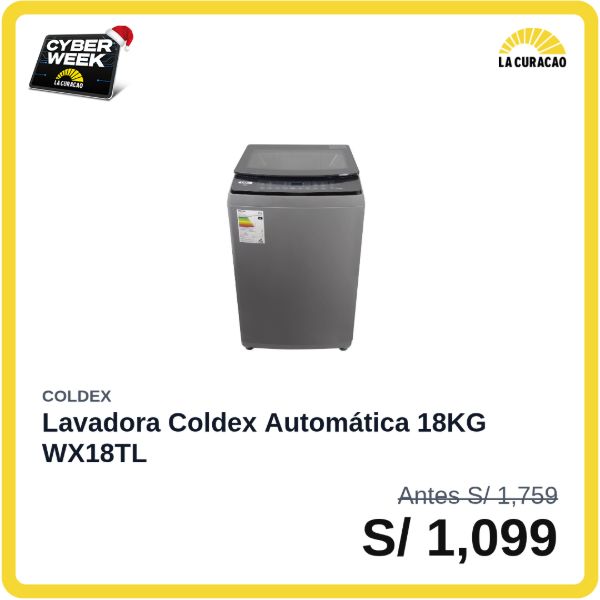 CYBER
WEEK
LA CURACAO
LA CURACAO
COLDEX
Lavadora Coldex Automática 18KG
WX18TL
Antes S/ 1,759
S/ 1,099